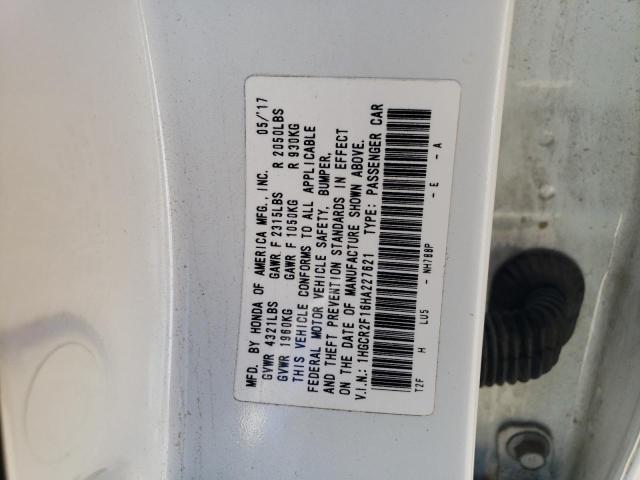 MFD. BY HONDA OF AMERICA MFG., INC. 05/'17
GVWR 4321LBS GAWR F 2315LBS R 2050LBS
GVWR 1960KG GAWR F 1050KG R 930KG
THIS VEHICLE CONFORMS TO ALL APPLICABLE
FEDERAL MOTOR VEHICLE SAFETY, BUMPER,
AND THEFT PREVENTION STANDARDS IN EFFECT
ON THE DATE OF MANUFACTURE SHOWN ABOVE.
V.I.N.: 1HGCR2F16HA227621 TYPE: PASSENGER CAR
T2F H LU5 - NH788P - E - A